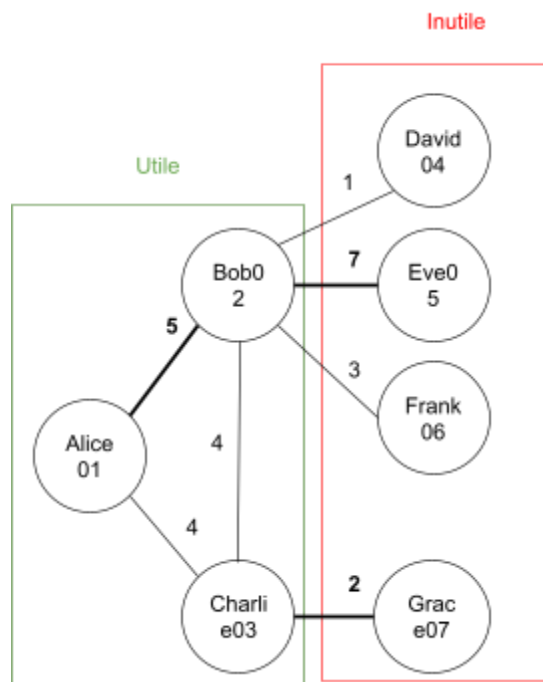 Inutile
David
04
Utile
1
Bob0
2
7
Eve0
5
5
3
Frank
06
Alice
01
4
4
Charli
e03
2
Grac
e07